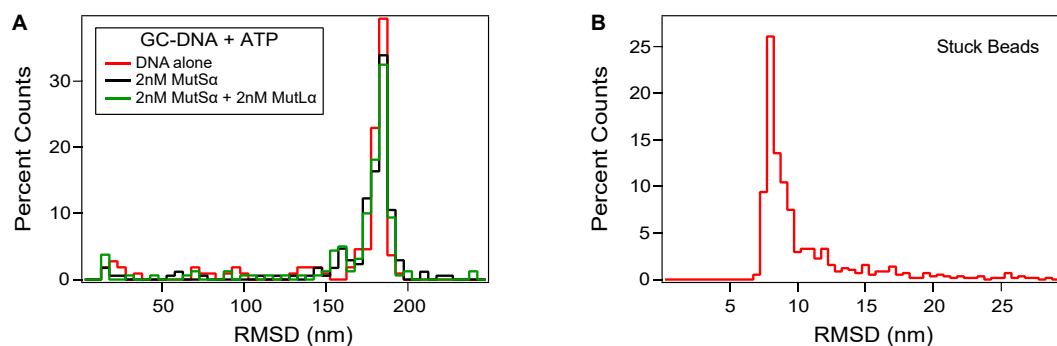 A
GC-DNA + ATP
DNA alone
2nM MutSα
2nM MutSα + 2nM MutLα
Percent Counts
30
20
10
0
50
100
150
200
RMSD (nm)
B
Stuck Beads
Percent Counts
25
20
15
10
5
0
5
10
15
20
25
RMSD (nm)